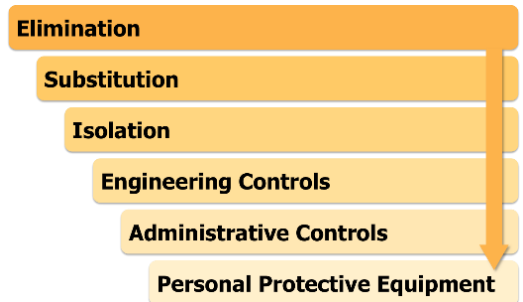 Elimination
Substitution
Isolation
Engineering Controls
Administrative Controls
Personal Protective Equipment